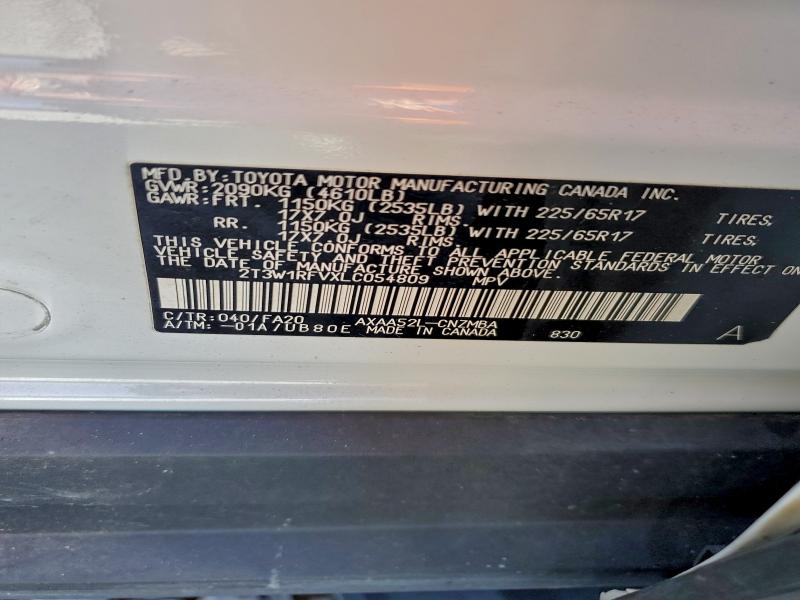 MFD. BY: TOYOTA MOTOR MANUFACTURING CANADA INC.
GVWR: 2090KG (4610LB)
GAWR: FRT. 1150KG (2535LB) WITH 225/65R17 TIRES,
17X7.0J RIMS
RR. 1150KG (2535LB) WITH 225/65R17 TIRES,
17X7.0J RIMS.
THIS VEHICLE CONFORMS TO ALL APPLICABLE FEDERAL MOTOR
VEHICLE SAFETY AND THEFT PREVENTION STANDARDS IN EFFECT
DATE OF MANUFACTURE SHOWN ABOVE.
2T3W1RFVXLC054809 MPV
C/TR: 040/FA20 AXAA52L-CNZMBA
A/TM: -01A/UB80E MADE IN CANADA 830 A